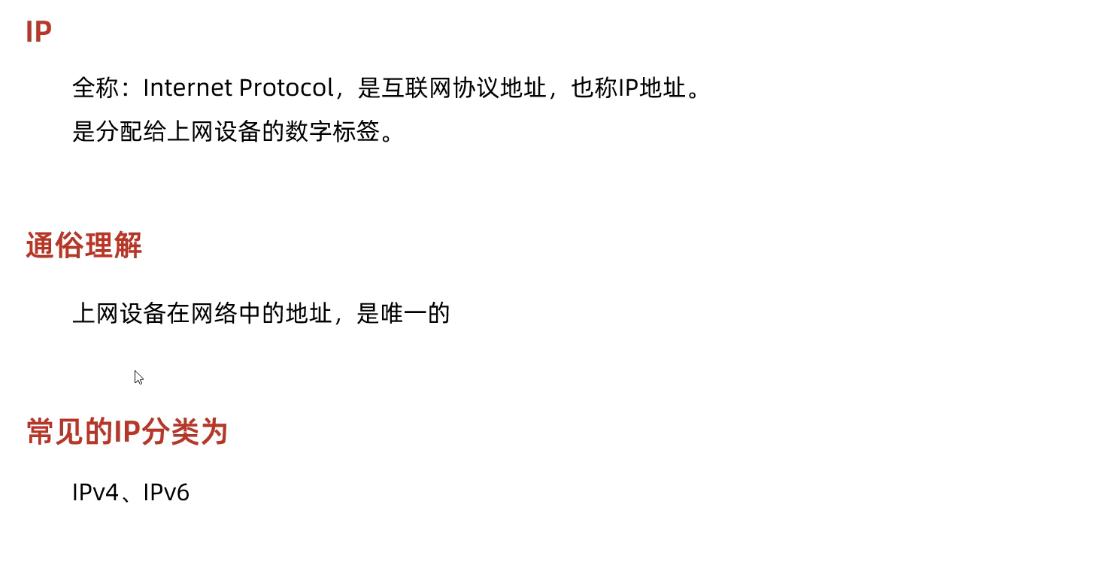 IP
全称：Internet Protocol，是互联网协议地址，也称IP地址。
是分配给上网设备的数字标签。
通俗理解
上网设备在网络中的地址，是唯一的
常见的IP分类为
IPv4、IPv6